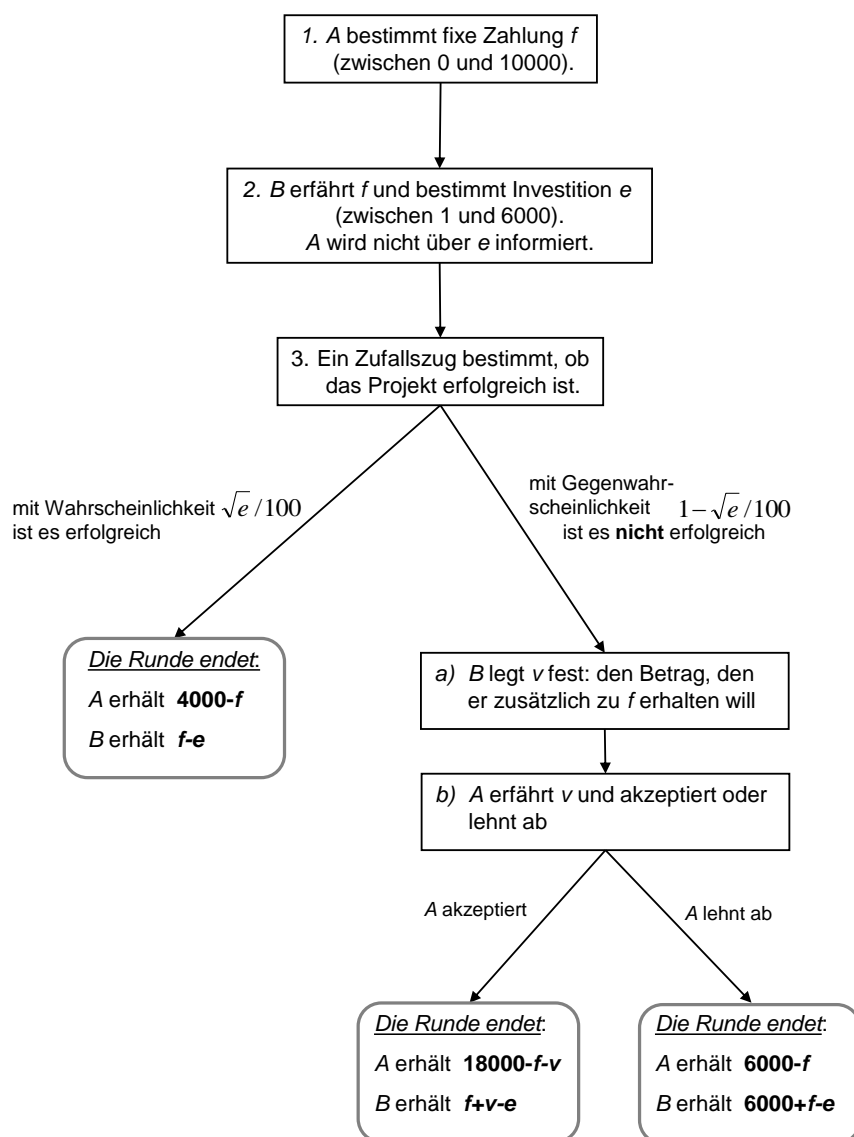 1. A bestimmt fixe Zahlung f
(zwischen 0 und 10000).
2. B erfährt f und bestimmt Investition e
(zwischen 1 und 6000).
A wird nicht über e informiert.
3. Ein Zufallszug bestimmt, ob
das Projekt erfolgreich ist.
mit Wahrscheinlichkeit √e/100
ist es erfolgreich
mit Gegenwahr-
scheinlichkeit 1−√e/100
ist es nicht erfolgreich
Die Runde endet:
A erhält 4000-f
B erhält f-e
a) B legt v fest: den Betrag, den
er zusätzlich zu f erhalten will
b) A erfährt v und akzeptiert oder
lehnt ab
A akzeptiert
A lehnt ab
Die Runde endet:
A erhält 18000-f-v
B erhält f+v-e
Die Runde endet:
A erhält 6000-f
B erhält 6000+f-e